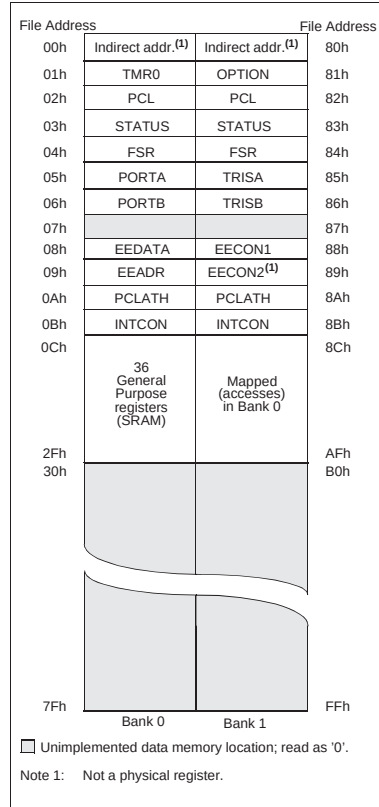 File Address File Address
00h Indirect addr.(1) Indirect addr.(1) 80h
01h TMR0 OPTION 81h
02h PCL PCL 82h
03h STATUS STATUS 83h
04h FSR FSR 84h
05h PORTA TRISA 85h
06h PORTB TRISB 86h
07h 87h
08h EEDATA EECON1 88h
09h EEADR EECON2(1) 89h
0Ah PCLATH PCLATH 8Ah
0Bh INTCON INTCON 8Bh
0Ch 8Ch
36
General
Purpose
registers
(SRAM)
Mapped
(accesses)
in Bank 0
2Fh AFh
30h B0h
7Fh FFh
Bank 0 Bank 1
Unimplemented data memory location; read as '0'.
Note 1: Not a physical register.